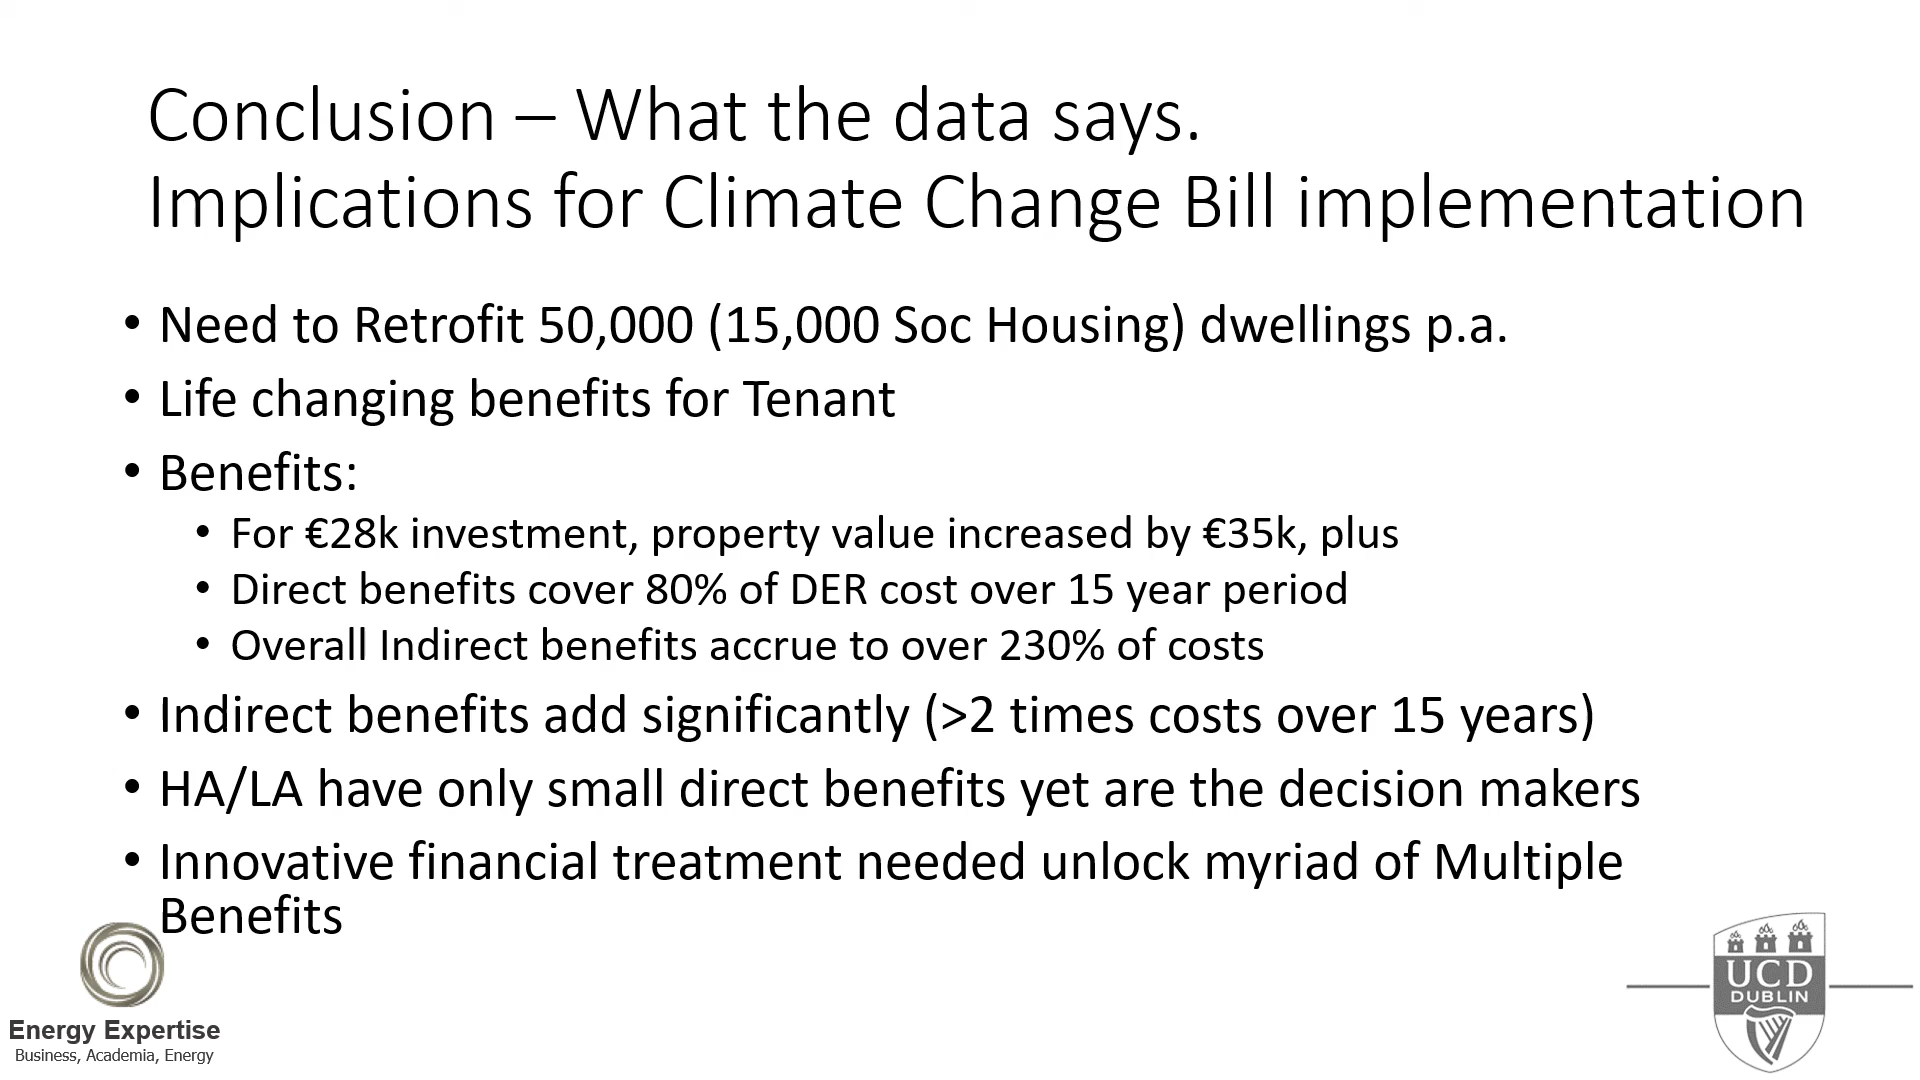 Conclusion – What the data says.
Implications for Climate Change Bill implementation
• Need to Retrofit 50,000 (15,000 Soc Housing) dwellings p.a.
• Life changing benefits for Tenant
• Benefits:
• For €28k investment, property value increased by €35k, plus
• Direct benefits cover 80% of DER cost over 15 year period
• Overall Indirect benefits accrue to over 230% of costs
• Indirect benefits add significantly (>2 times costs over 15 years)
• HA/LA have only small direct benefits yet are the decision makers
• Innovative financial treatment needed unlock myriad of Multiple
Benefits
Energy Expertise
Business, Academia, Energy
UCD
DUBLIN